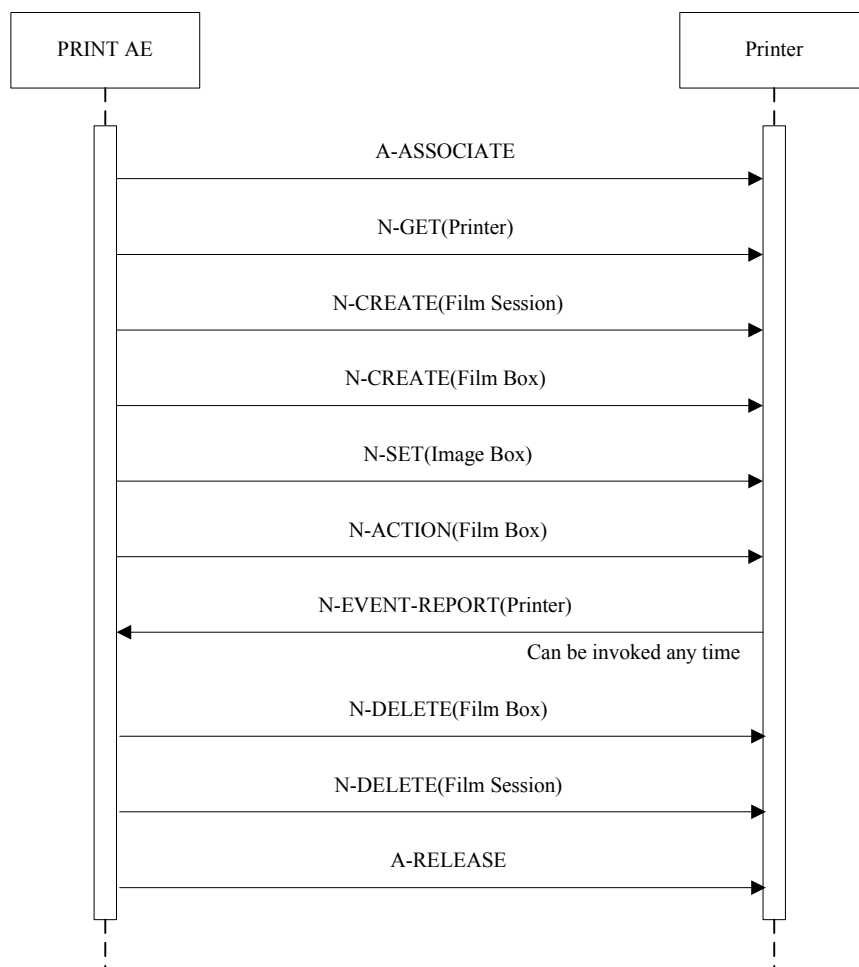 PRINT AE
Printer
A-ASSOCIATE
N-GET(Printer)
N-CREATE(Film Session)
N-CREATE(Film Box)
N-SET(Image Box)
N-ACTION(Film Box)
N-EVENT-REPORT(Printer)
Can be invoked any time
N-DELETE(Film Box)
N-DELETE(Film Session)
A-RELEASE